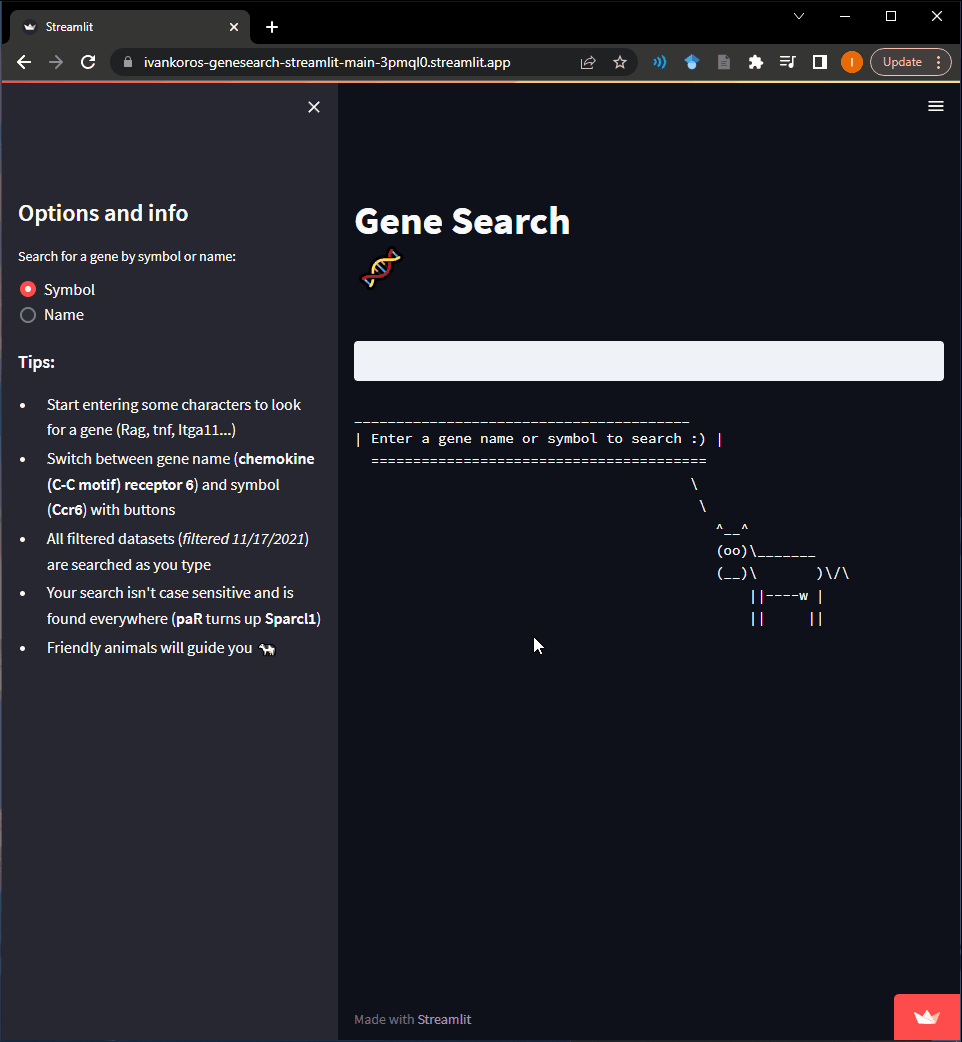 Streamlit
ivankoros-genesearch-streamlit-main-3pmql0.streamlit.app
I
Update
Options and info
Search for a gene by symbol or name:
Symbol
Name
Tips:
• Start entering some characters to look
for a gene (Rag, tnf, Itga11...)
• Switch between gene name (chemokine
(C-C motif) receptor 6) and symbol
(Ccr6) with buttons
• All filtered datasets (filtered 11/17/2021)
are searched as you type
• Your search isn't case sensitive and is
found everywhere (paR turns up Sparcl1)
• Friendly animals will guide you 🐄
Gene Search
🧬
________________________________________
| Enter a gene name or symbol to search :) |
  ========================================
                                        \
                                         \
                                           ^__^
                                           (oo)\_______
                                           (__)\       )\/\
                                               ||----w |
                                               ||     ||
Made with Streamlit